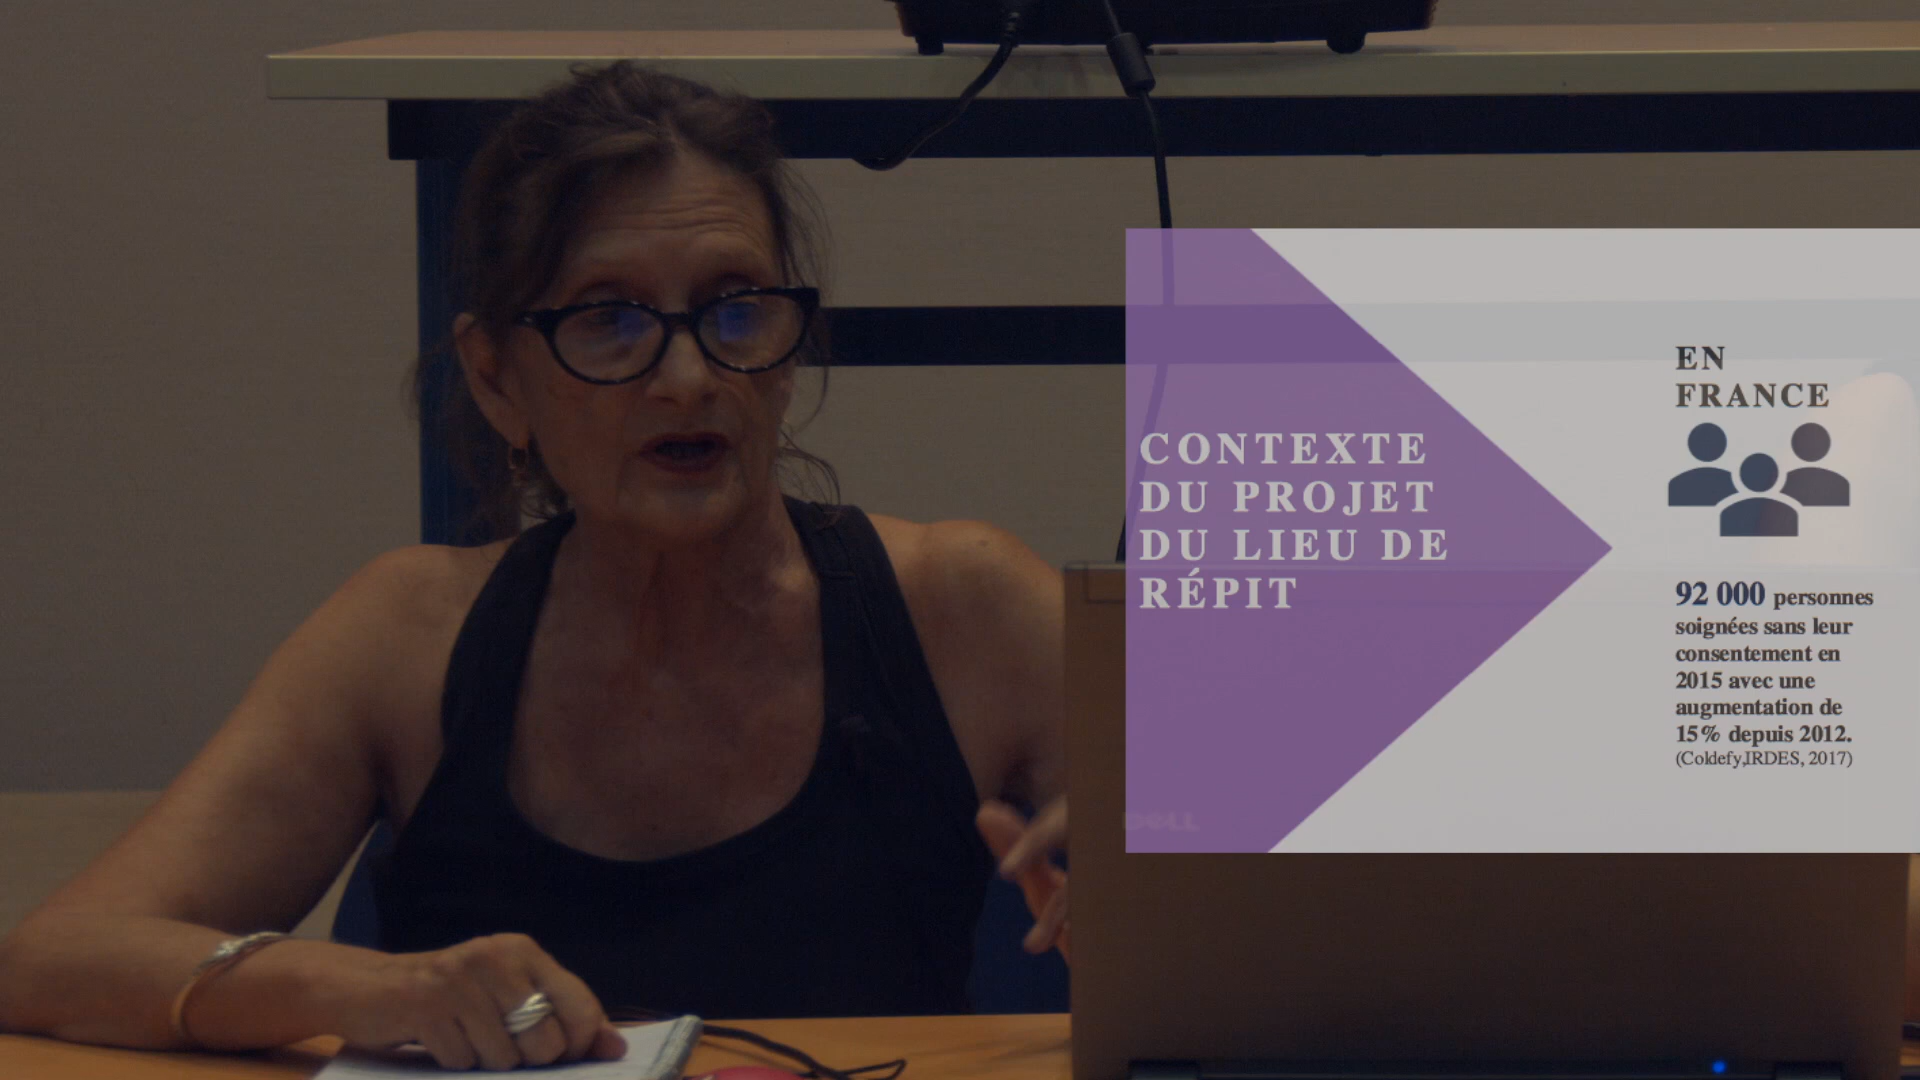 CONTEXTE
DU PROJET
DU LIEU DE
RÉPIT
EN
FRANCE
92 000 personnes
soignées sans leur
consentement en
2015 avec une
augmentation de
15% depuis 2012.
(Coldefy,IRDES, 2017)
DELL